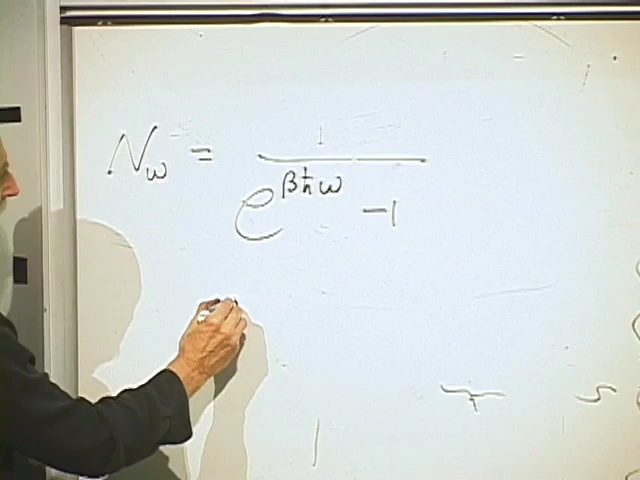 N_ω = 1 / (e^{βħω} - 1)